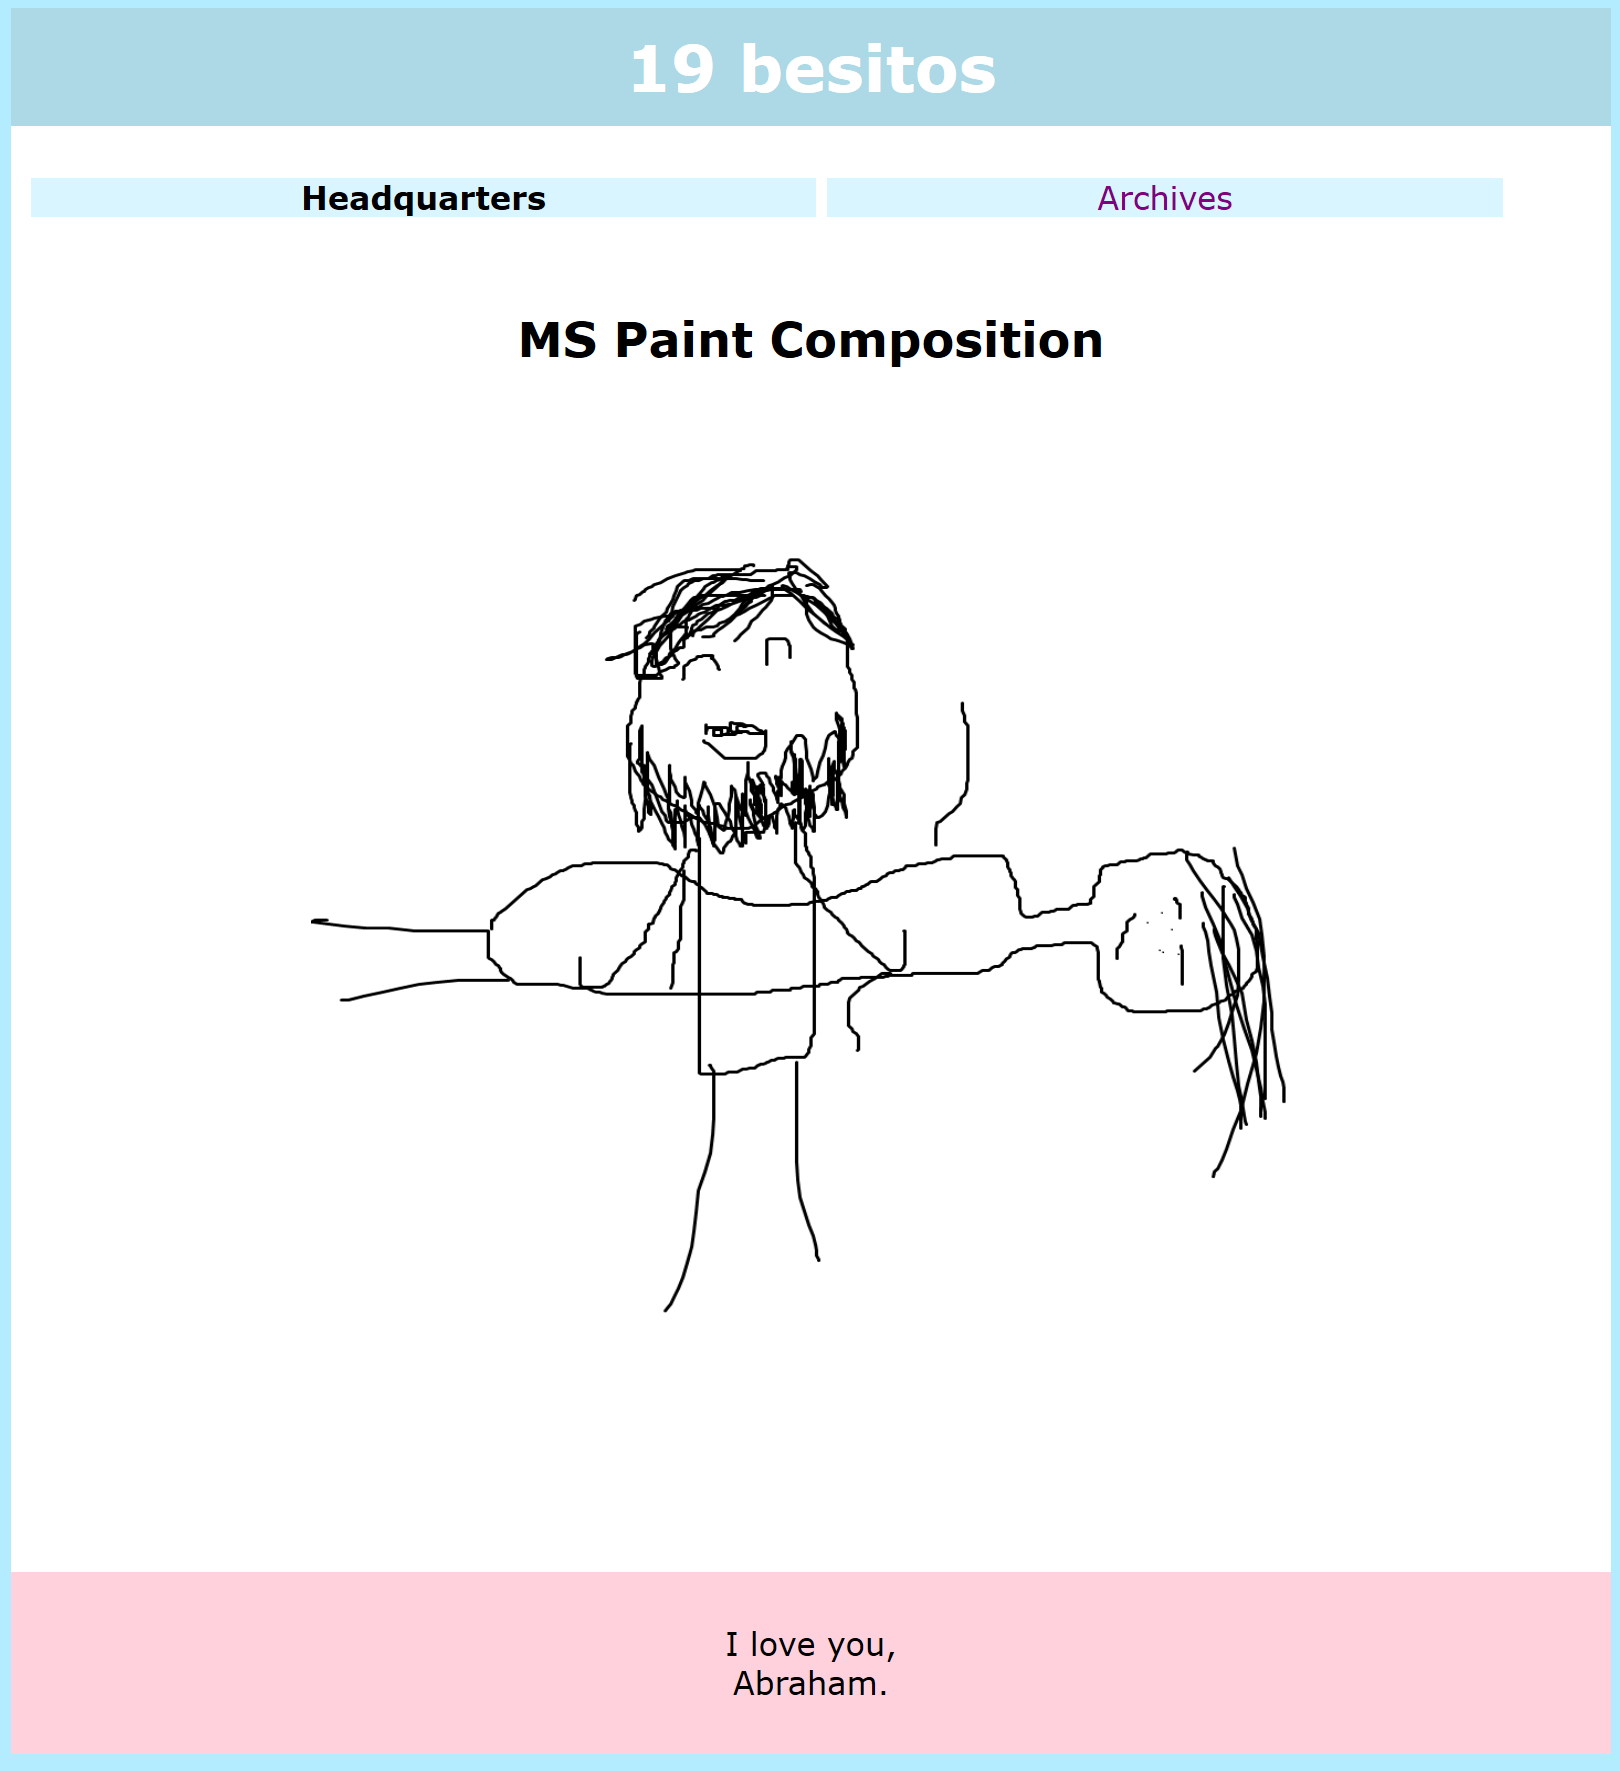 19 besitos
Headquarters
Archives
MS Paint Composition
I love you,
Abraham.